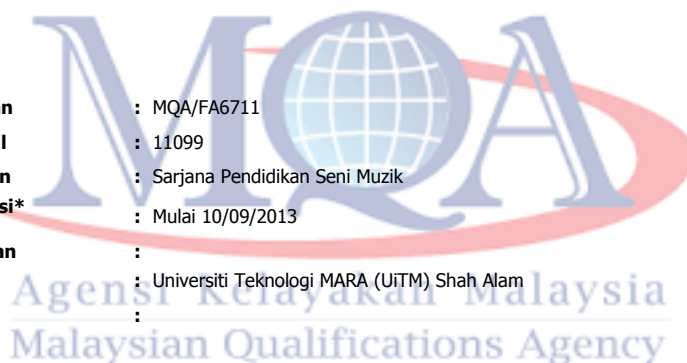 MQA
an : MQA/FA6711
l : 11099
n : Sarjana Pendidikan Seni Muzik
si* : Mulai 10/09/2013
an :
: Universiti Teknologi MARA (UiTM) Shah Alam
:
Agensi Kelayakan Malaysia
Malaysian Qualifications Agency